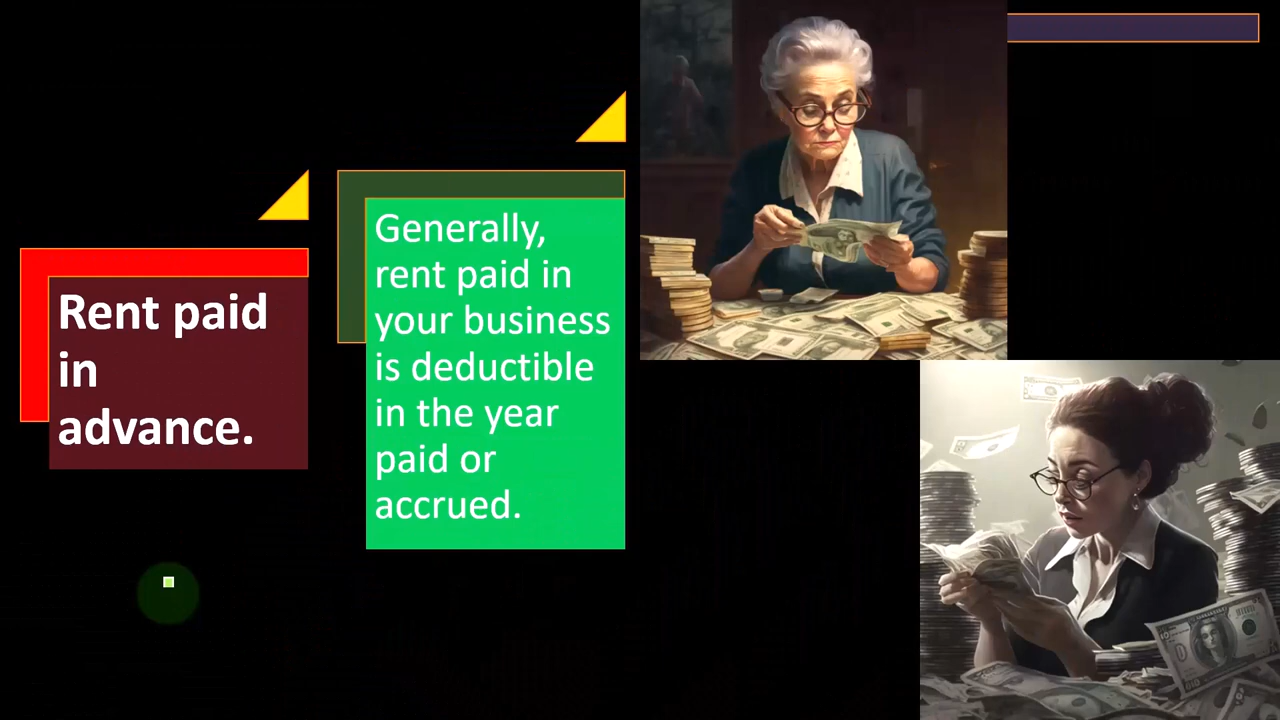 Rent paid
in
advance.
Generally,
rent paid in
your business
is deductible
in the year
paid or
accrued.